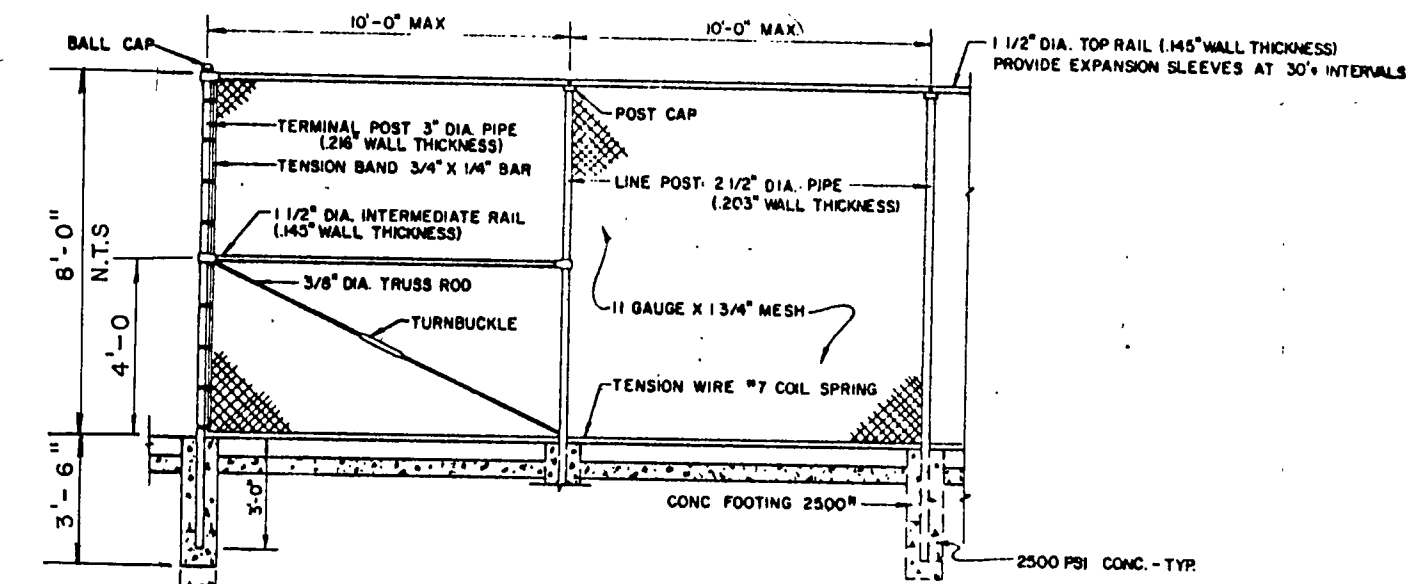 10'-0" MAX
10'-0" MAX.
BALL CAP
1 1/2" DIA. TOP RAIL (.145" WALL THICKNESS)
PROVIDE EXPANSION SLEEVES AT 30'± INTERVALS
POST CAP
TERMINAL POST 3" DIA. PIPE
(.216" WALL THICKNESS)
TENSION BAND 3/4" X 1/4" BAR
LINE POST: 2 1/2" DIA. PIPE
(.203" WALL THICKNESS)
1 1/2" DIA. INTERMEDIATE RAIL
(.145" WALL THICKNESS)
8'-0"
N.T.S
3/8" DIA. TRUSS ROD
11 GAUGE X 1 3/4" MESH
TURNBUCKLE
4'-0
TENSION WIRE #7 COIL SPRING
3'-6"
3'-0"
CONC FOOTING 2500#
2500 PSI CONC. - TYP.